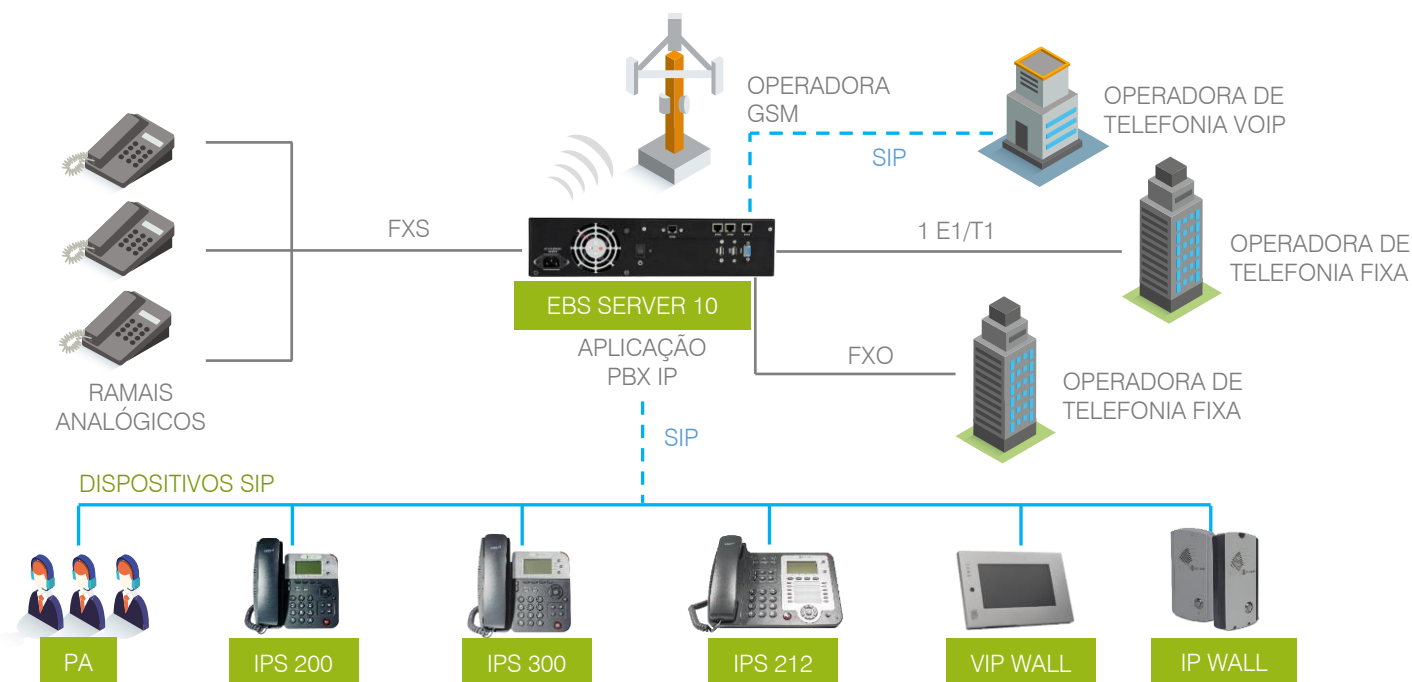 OPERADORA
GSM
OPERADORA DE
TELEFONIA VOIP
SIP
FXS
1 E1/T1
OPERADORA DE
TELEFONIA FIXA
EBS SERVER 10
APLICAÇÃO
PBX IP
FXO
OPERADORA DE
TELEFONIA FIXA
RAMAIS
ANALÓGICOS
SIP
DISPOSITIVOS SIP
PA
IPS 200
IPS 300
IPS 212
VIP WALL
IP WALL